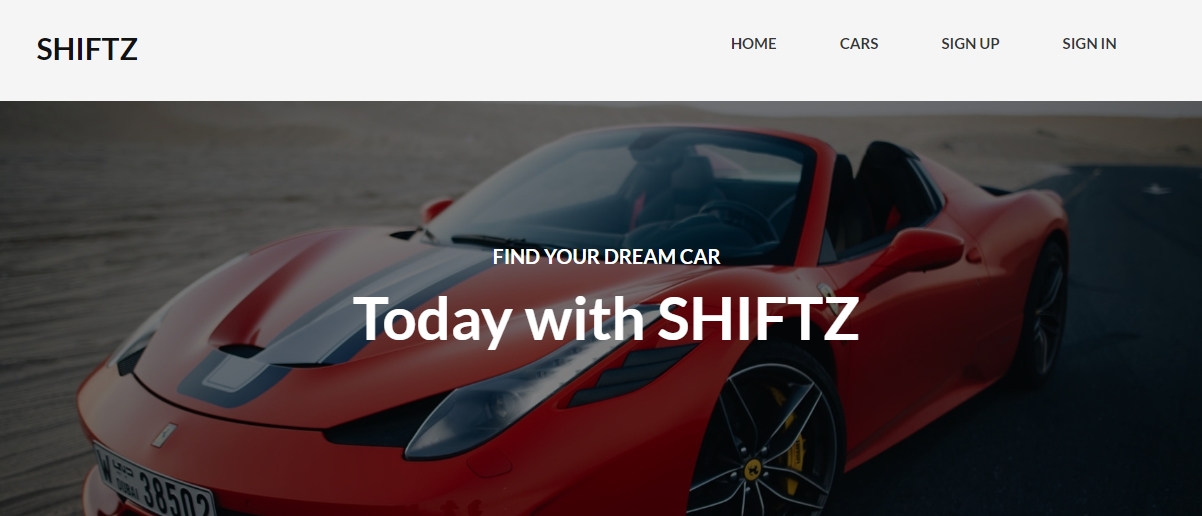 SHIFTZ
HOME
CARS
SIGN UP
SIGN IN
FIND YOUR DREAM CAR
Today with SHIFTZ
W DUBAI 38502